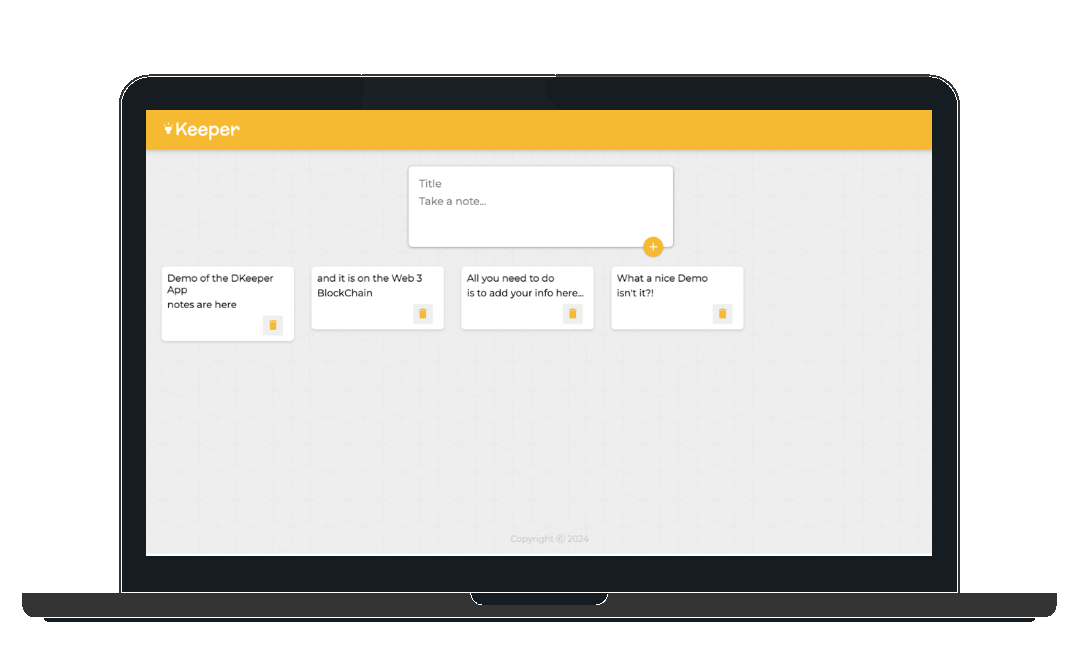 Keeper
Title
Take a note...
+
Demo of the DKeeper
App
notes are here
and it is on the Web 3
BlockChain
All you need to do
is to add your info here...
What a nice Demo
isn't it?!
Copyright © 2024